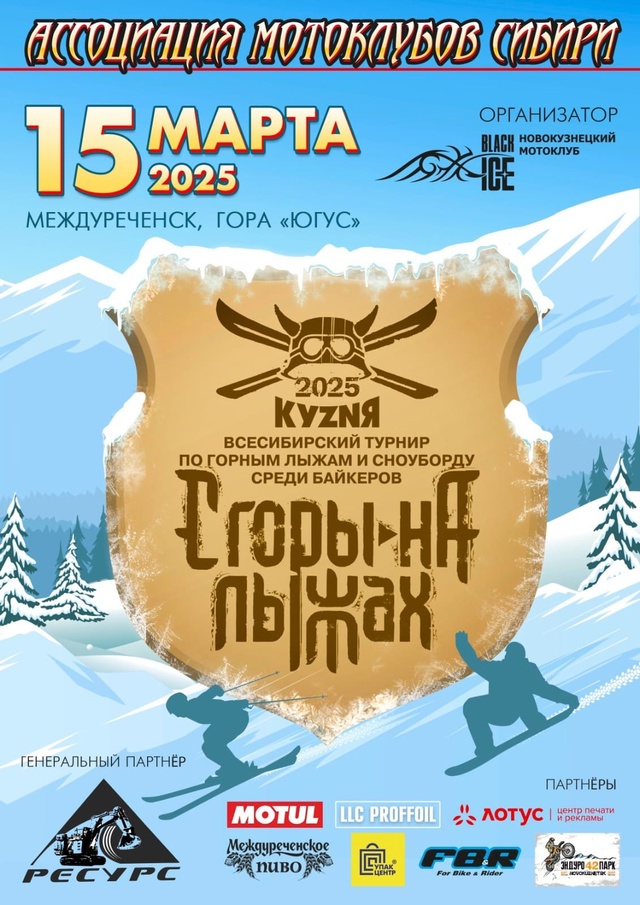 АССОЦИАЦИЯ МОТОКЛУБОВ СИБИРИ
15 МАРТА
2025
МЕЖДУРЕЧЕНСК, ГОРА «ЮГУС»
ОРГАНИЗАТОР
BLACK ICE
НОВОКУЗНЕЦКИЙ
МОТОКЛУБ
2025
KYZNЯ
ВСЕСИБИРСКИЙ ТУРНИР
ПО ГОРНЫМ ЛЫЖАМ И СНОУБОРДУ
СРЕДИ БАЙКЕРОВ
СГОРЫ НА
ЛЫЖАХ
ГЕНЕРАЛЬНЫЙ ПАРТНЁР
РЕСУРС
ПАРТНЁРЫ
MOTUL
LLC PROFFOIL
ЛОТУС
центр печати
и рекламы
Междуреченское
ПИВО
УПАК
ЦЕНТР
FBR
For Bike & Rider
ЭНДУРО 42 ПАРК
NOVOKUZNETSK